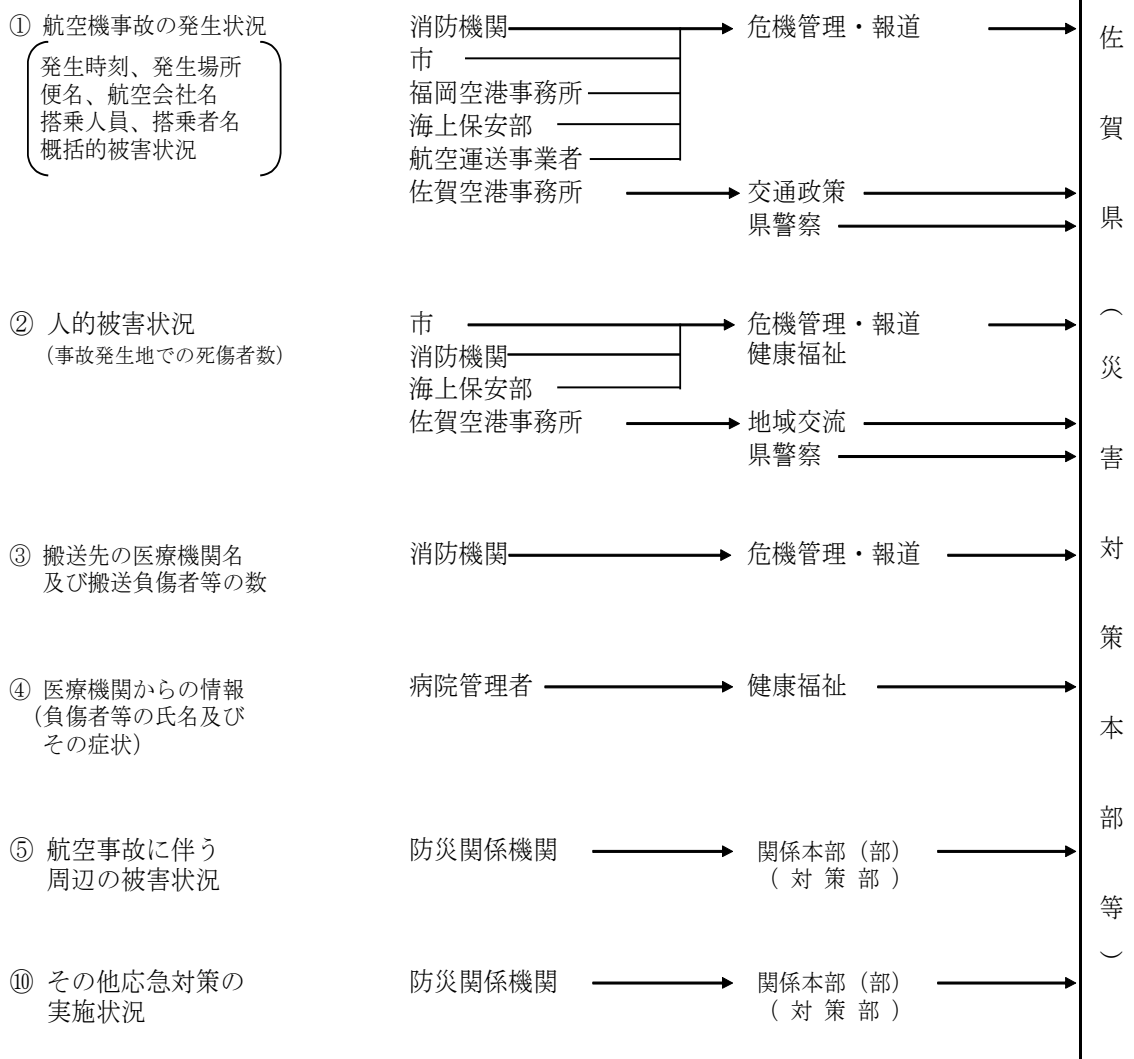 ① 航空機事故の発生状況
発生時刻、発生場所
便名、航空会社名
搭乗人員、搭乗者名
概括的被害状況
消防機関
市
福岡空港事務所
海上保安部
航空運送事業者
佐賀空港事務所
危機管理・報道
交通政策
県警察
② 人的被害状況
(事故発生地での死傷者数)
市
消防機関
海上保安部
佐賀空港事務所
危機管理・報道
健康福祉
地域交流
県警察
③ 搬送先の医療機関名
及び搬送負傷者等の数
消防機関
危機管理・報道
④ 医療機関からの情報
(負傷者等の氏名及び
その症状)
病院管理者
健康福祉
⑤ 航空事故に伴う
周辺の被害状況
防災関係機関
関係本部(部)
( 対 策 部 )
⑩ その他応急対策の
実施状況
防災関係機関
関係本部(部)
( 対 策 部 )
佐賀県(災害対策本部等)